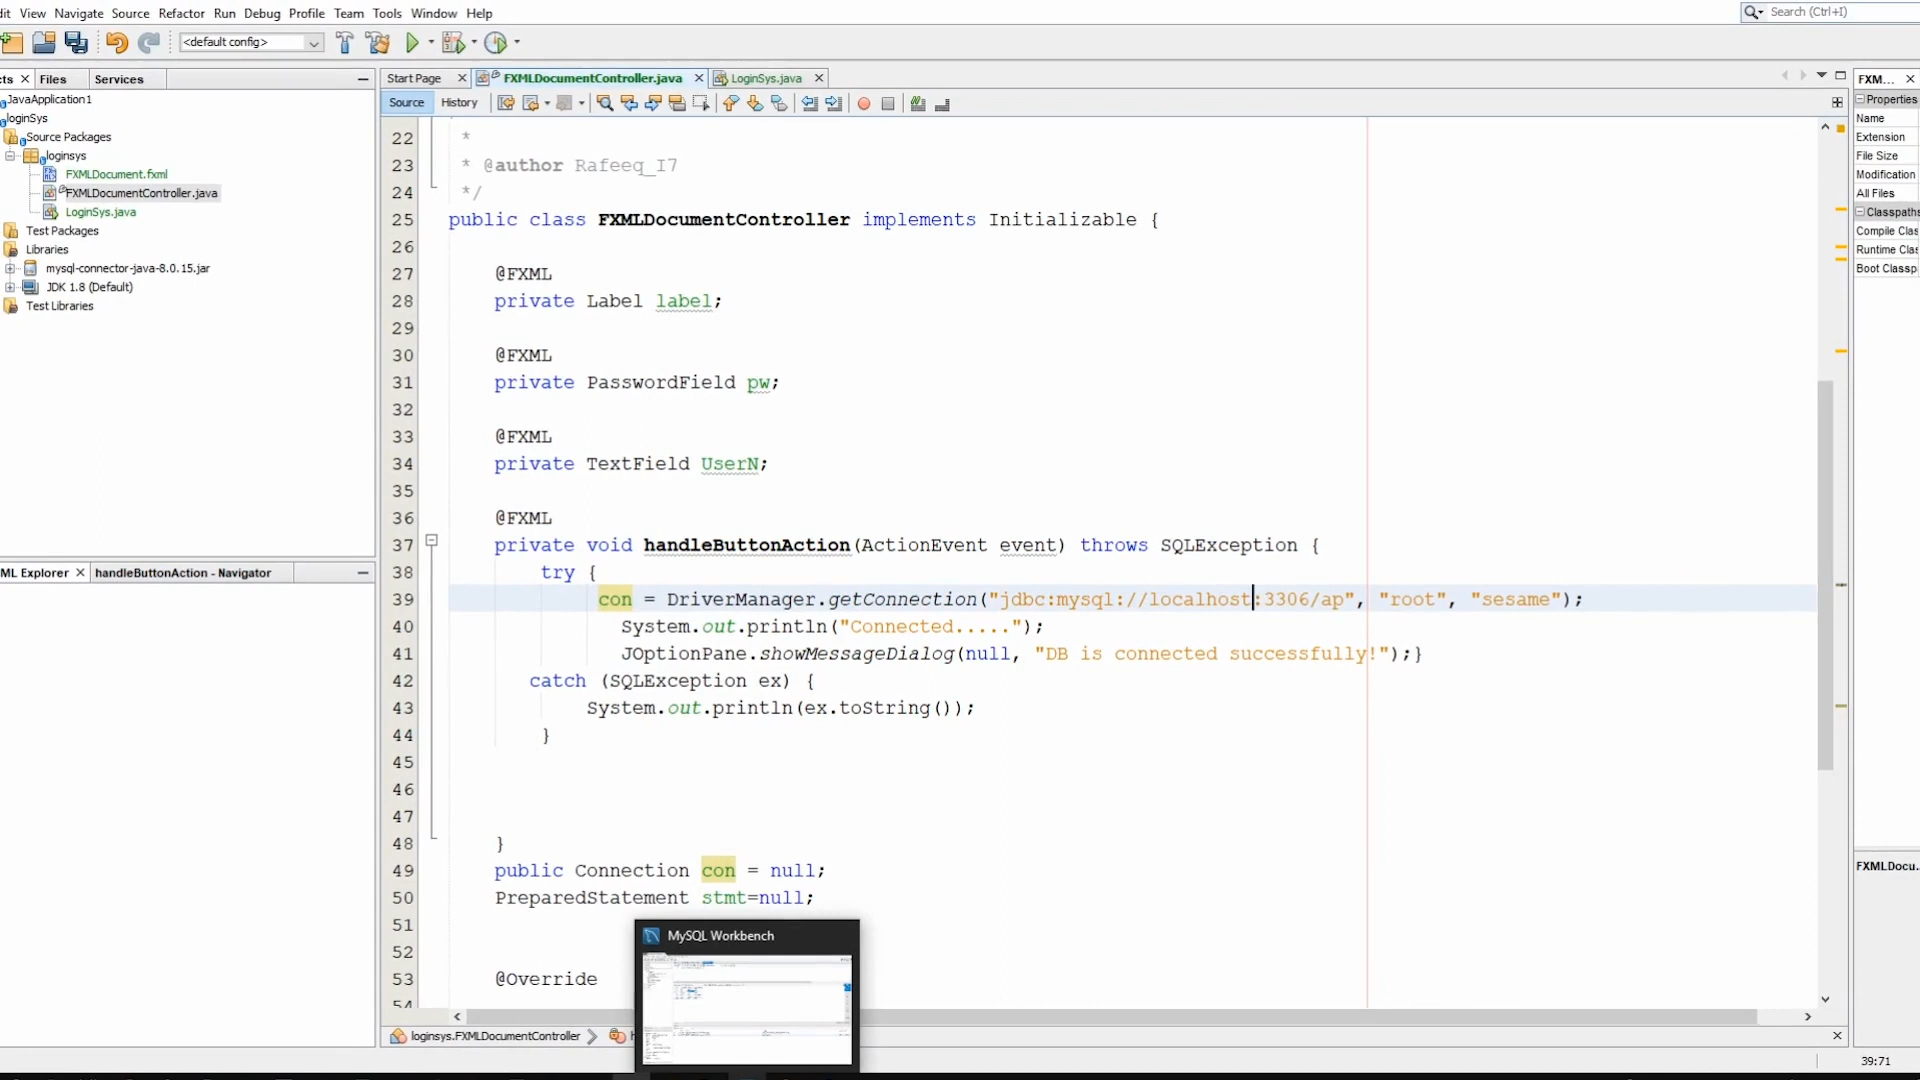 dit View Navigate Source Refactor Run Debug Profile Team Tools Window Help
Search (Ctrl+I)
<default config>
cts Files Services
Start Page FXMLDocumentController.java LoginSys.java
FXM...
Source History
Properties
JavaApplication1
loginSys
Source Packages
loginsys
FXMLDocument.fxml
FXMLDocumentController.java
LoginSys.java
Test Packages
Libraries
mysql-connector-java-8.0.15.jar
JDK 1.8 (Default)
Test Libraries
Name
Extension
File Size
Modification
All Files
Classpaths
Compile Clas
Runtime Clas
Boot Classp
22 *
23 * @author Rafeeq_I7
24 */
25 public class FXMLDocumentController implements Initializable {
26
27 @FXML
28 private Label label;
29
30 @FXML
31 private PasswordField pw;
32
33 @FXML
34 private TextField UserN;
35
36 @FXML
37 private void handleButtonAction(ActionEvent event) throws SQLException {
38 try {
39 con = DriverManager.getConnection("jdbc:mysql://localhost:3306/ap", "root", "sesame");
40 System.out.println("Connected.....");
41 JOptionPane.showMessageDialog(null, "DB is connected successfully!");}
42 catch (SQLException ex) {
43 System.out.println(ex.toString());
44 }
45
46
47
48 }
49 public Connection con = null;
50 PreparedStatement stmt=null;
51
52
53 @Override
54
ML Explorer handleButtonAction - Navigator
FXMLDocu.
MySQL Workbench
loginsys.FXMLDocumentController
39:71